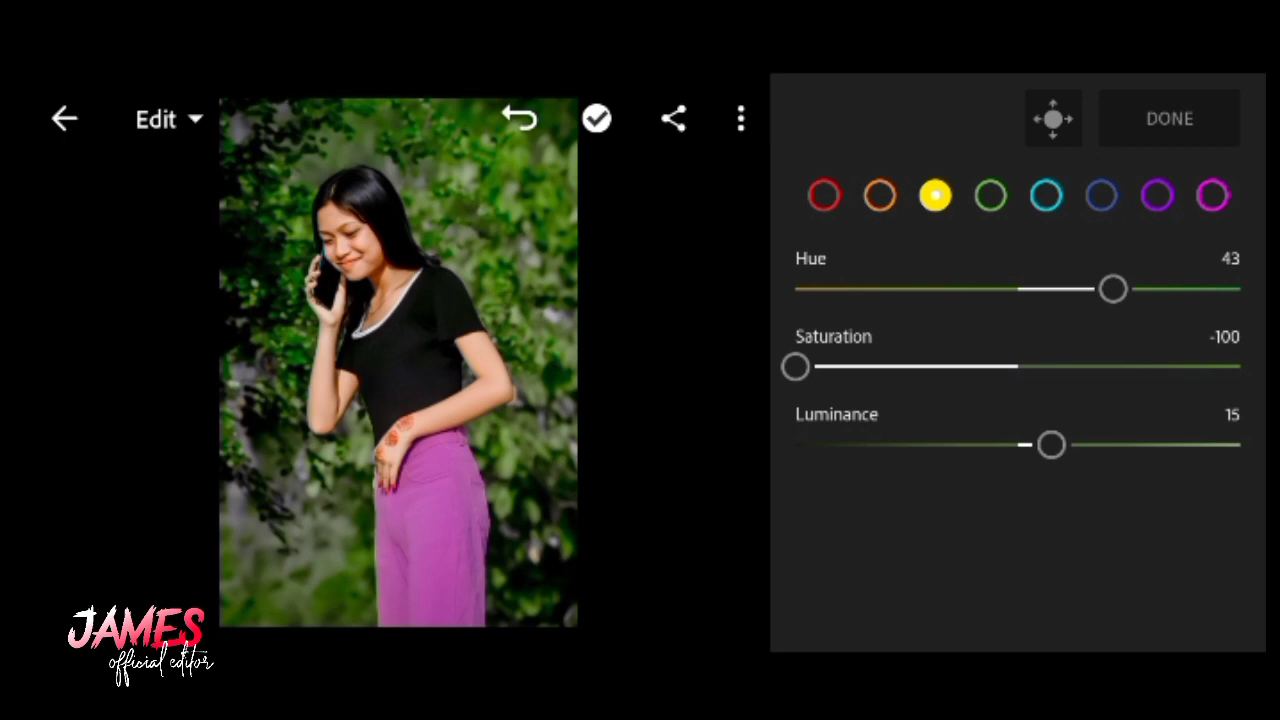 Edit
DONE
Hue 43
Saturation -100
Luminance 15
JAMES
official editor